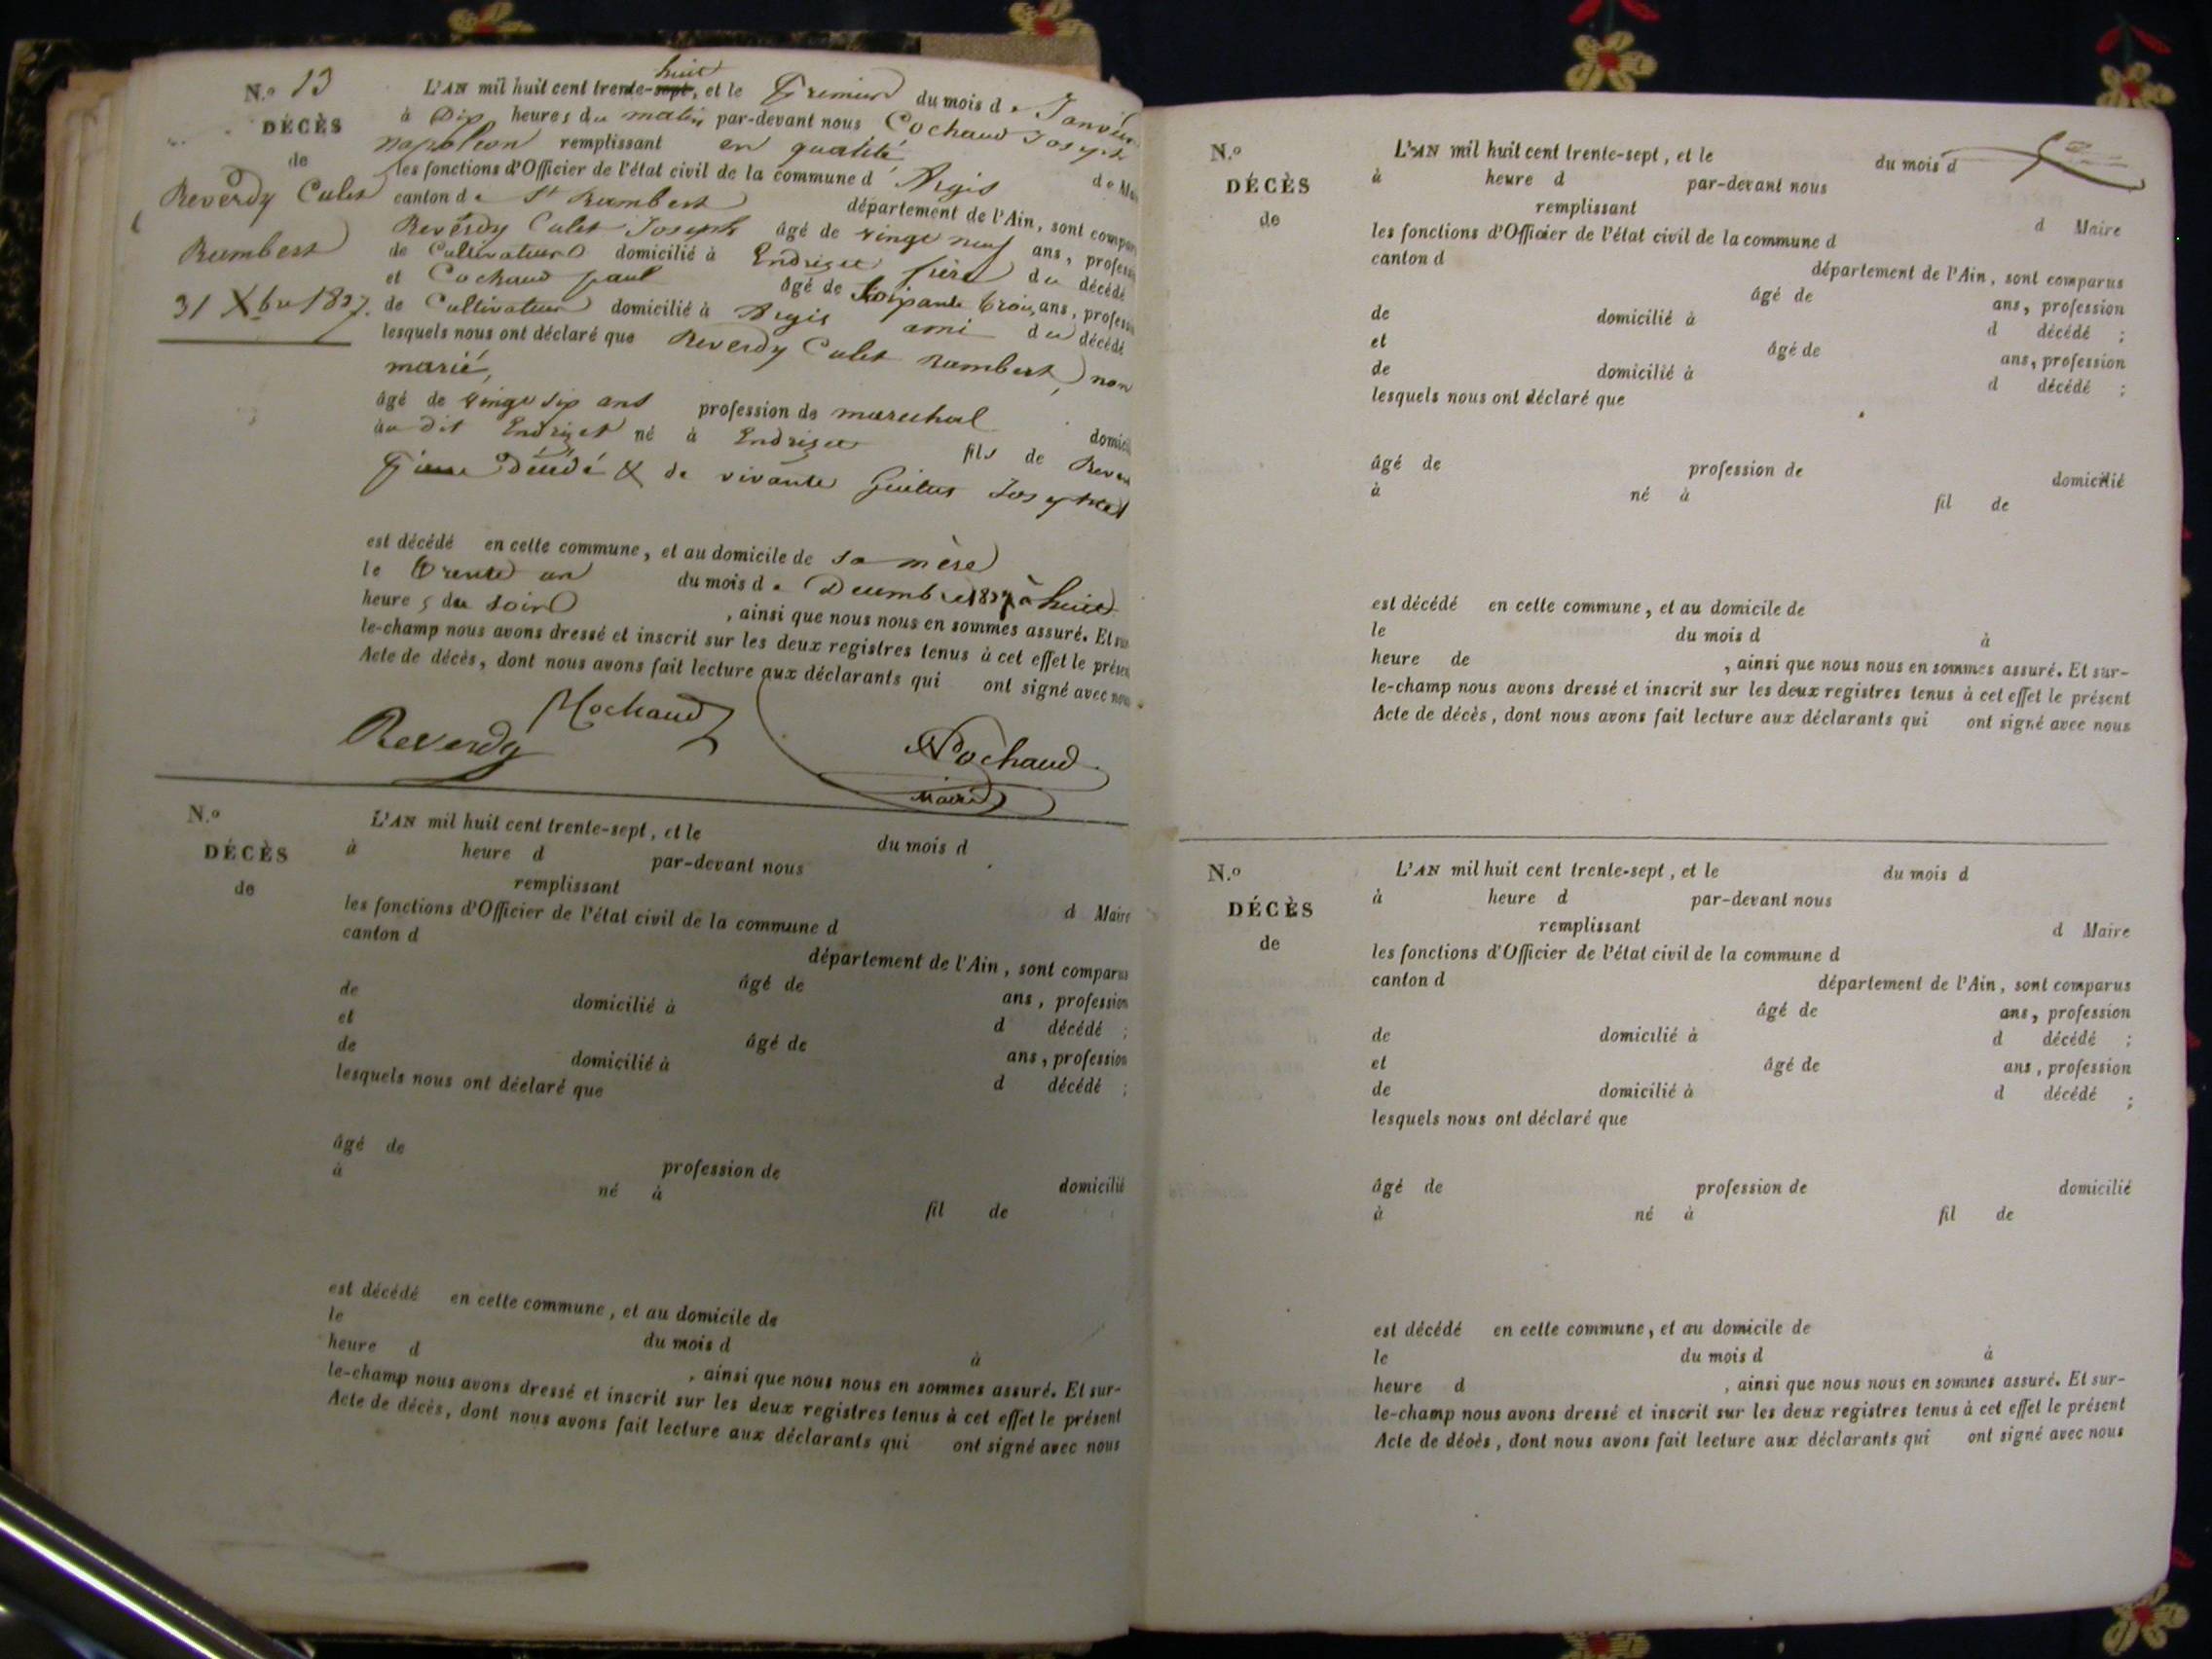 N.o 13
DÉCÈS
de
Reverdy Culet
Rambert
31 Xbre 1837.
L'AN mil huit cent trente-sept, huit et le Premier du mois de Janvier
à Dix heures du matin par-devant nous Cochaud Joseph
napoléon remplissant en qualité de Ma
les fonctions d'Officier de l'état civil de la commune d' Argis
canton de St Rambert département de l'Ain, sont compar
Reverdy Culet Joseph âgé de vingt neuf ans, profess
de Cultivateur domicilié à Endrizet frère du décédé
et Cochaud paul âgé de Soixante trois ans, profess
de Cultivateur domicilié à Argis ami du décédé
lesquels nous ont déclaré que Reverdy Culet Rambert, non
marié,
âgé de vingt six ans profession de marechal domici
au dit Endrizet né à Endrizet fils de Rever
Pierre Décédé & de vivante Josephte
est décédé en cette commune, et au domicile de sa mère
le trente un du mois de Decembre 1837 à huit
heures du soir, ainsi que nous nous en sommes assuré. Et sur
le-champ nous avons dressé et inscrit sur les deux registres tenus à cet effet le présen
Acte de décès, dont nous avons fait lecture aux déclarants qui ont signé avec nous
Cochaud
Reverdy
Cochaud
Maire
N.o
DÉCÈS
de
L'AN mil huit cent trente-sept, et le du mois d
à heure d par-devant nous
remplissant d Maire
les fonctions d'Officier de l'état civil de la commune d
canton d département de l'Ain, sont comparus
âgé de ans, profession
de domicilié à d décédé ;
et âgé de ans, profession
de domicilié à d décédé ;
lesquels nous ont déclaré que
âgé de profession de domicilié
à né à fil de
est décédé en cette commune, et au domicile de
le du mois d à
heure d , ainsi que nous nous en sommes assuré. Et sur-
le-champ nous avons dressé et inscrit sur les deux registres tenus à cet effet le présent
Acte de décès, dont nous avons fait lecture aux déclarants qui ont signé avec nous
N.o
DÉCÈS
de
L'AN mil huit cent trente-sept, et le du mois d
à heure d par-devant nous
remplissant d Maire
les fonctions d'Officier de l'état civil de la commune d
canton d département de l'Ain, sont comparus
âgé de ans, profession
de domicilié à d décédé ;
et âgé de ans, profession
de domicilié à d décédé ;
lesquels nous ont déclaré que
âgé de profession de domicilié
à né à fil de
est décédé en cette commune, et au domicile de
le du mois d à
heure de , ainsi que nous nous en sommes assuré. Et sur-
le-champ nous avons dressé et inscrit sur les deux registres tenus à cet effet le présent
Acte de décès, dont nous avons fait lecture aux déclarants qui ont signé avec nous
N.o
DÉCÈS
de
L'AN mil huit cent trente-sept, et le du mois d
à heure d par-devant nous
remplissant d Maire
les fonctions d'Officier de l'état civil de la commune d
canton d département de l'Ain, sont comparus
âgé de ans, profession
de domicilié à d décédé ;
et âgé de ans, profession
de domicilié à d décédé ;
lesquels nous ont déclaré que
âgé de profession de domicilié
à né à fil de
est décédé en cette commune, et au domicile de
le du mois d à
heure d , ainsi que nous nous en sommes assuré. Et sur-
le-champ nous avons dressé et inscrit sur les deux registres tenus à cet effet le présent
Acte de décès, dont nous avons fait lecture aux déclarants qui ont signé avec nous